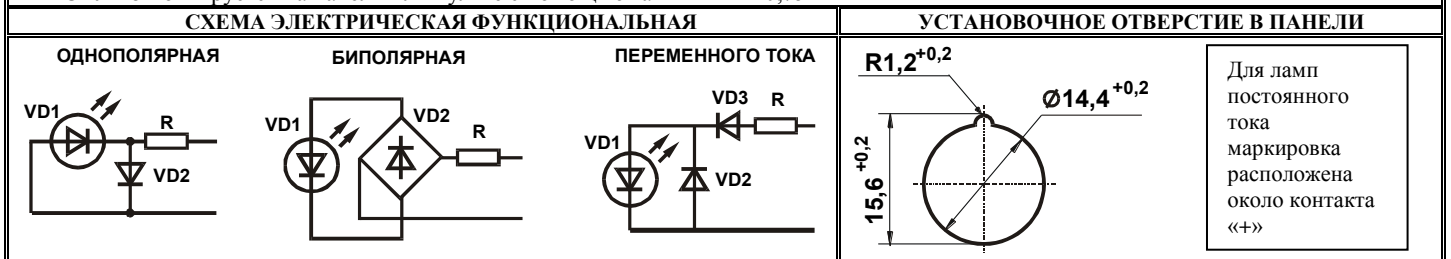 СХЕМА ЭЛЕКТРИЧЕСКАЯ ФУНКЦИОНАЛЬНАЯ
УСТАНОВОЧНОЕ ОТВЕРСТИЕ В ПАНЕЛИ
ОДНОПОЛЯРНАЯ
VD1
R
VD2
БИПОЛЯРНАЯ
VD1
VD2
R
ПЕРЕМЕННОГО ТОКА
VD3
R
VD1
VD2
R1,2+0,2
Ø14,4+0,2
15,6+0,2
Для ламп
постоянного
тока
маркировка
расположена
около контакта
«+»